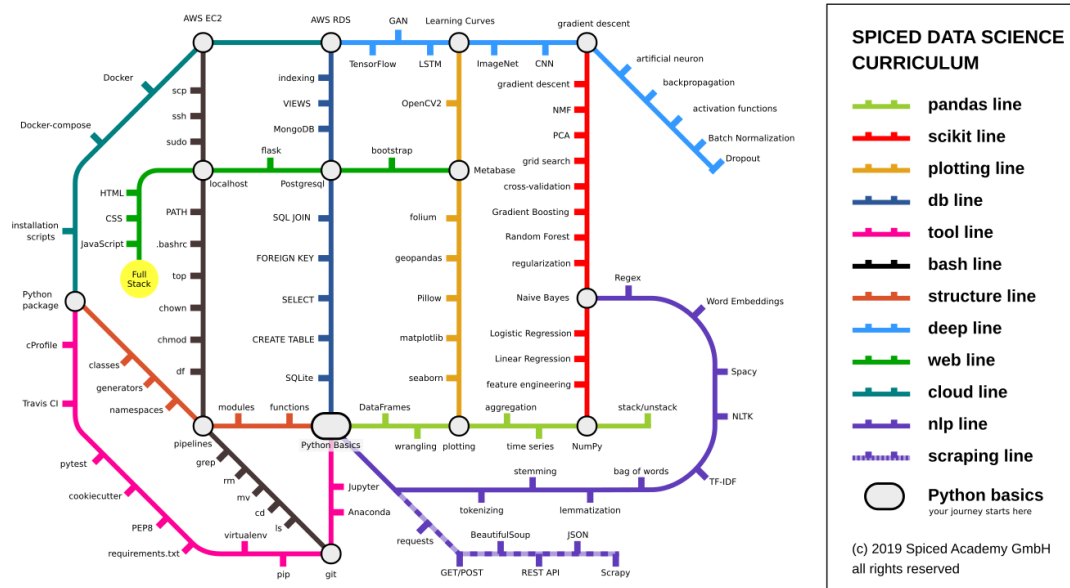 AWS EC2
AWS RDS
GAN
Learning Curves
gradient descent
TensorFlow
LSTM
ImageNet
CNN
artificial neuron
backpropagation
activation functions
Batch Normalization
Dropout
Docker
Docker-compose
installation
scripts
Python
package
scp
ssh
sudo
indexing
VIEWS
MongoDB
OpenCV2
gradient descent
NMF
PCA
grid search
cross-validation
Gradient Boosting
Random Forest
regularization
flask
bootstrap
localhost
Postgresql
Metabase
HTML
CSS
JavaScript
Full
Stack
PATH
.bashrc
top
chown
chmod
df
SQL JOIN
FOREIGN KEY
SELECT
CREATE TABLE
SQLite
folium
geopandas
Pillow
matplotlib
seaborn
Naive Bayes
Logistic Regression
Linear Regression
feature engineering
Regex
Word Embeddings
Spacy
NLTK
TF-IDF
cProfile
Travis CI
pytest
cookiecutter
PEP8
requirements.txt
virtualenv
pip
git
classes
generators
namespaces
modules
functions
pipelines
Python Basics
DataFrames
wrangling
plotting
aggregation
time series
NumPy
stack/unstack
grep
rm
mv
cd
ls
Jupyter
Anaconda
stemming
bag of words
tokenizing
lemmatization
requests
BeautifulSoup
JSON
GET/POST
REST API
Scrapy
SPICED DATA SCIENCE
CURRICULUM
pandas line
scikit line
plotting line
db line
tool line
bash line
structure line
deep line
web line
cloud line
nlp line
scraping line
Python basics
your journey starts here
(c) 2019 Spiced Academy GmbH
all rights reserved